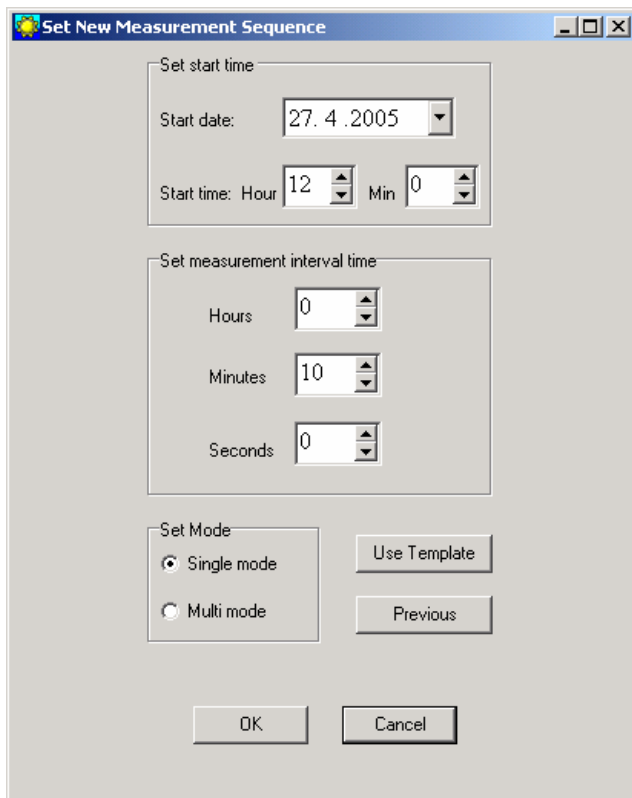 Set New Measurement Sequence
Set start time
Start date: 27. 4 .2005
Start time: Hour 12 Min 0
Set measurement interval time
Hours 0
Minutes 10
Seconds 0
Set Mode
Single mode
Use Template
Multi mode
Previous
OK Cancel